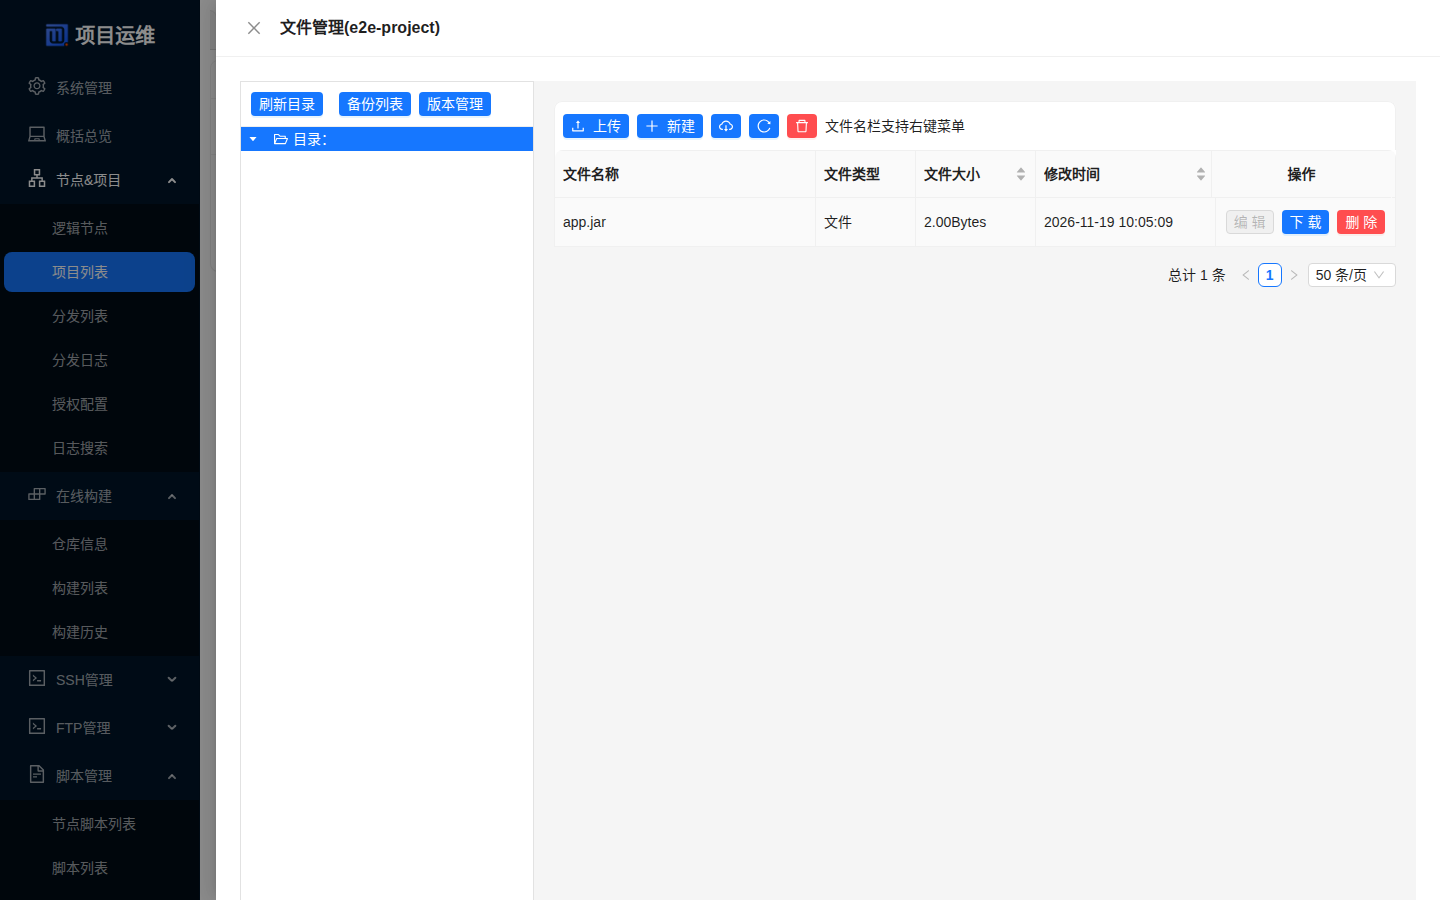 项目运维
系统管理
概括总览
节点&项目
逻辑节点
项目列表
分发列表
分发日志
授权配置
日志搜索
在线构建
仓库信息
构建列表
构建历史
SSH管理
FTP管理
脚本管理
节点脚本列表
脚本列表
文件管理(e2e-project)
刷新目录 备份列表 版本管理
目录：
上传 新建 文件名栏支持右键菜单
文件名称 文件类型 文件大小 修改时间 操作
app.jar 文件 2.00Bytes 2026-11-19 10:05:09 编 辑 下 载 删 除
总计 1 条 1 50 条/页